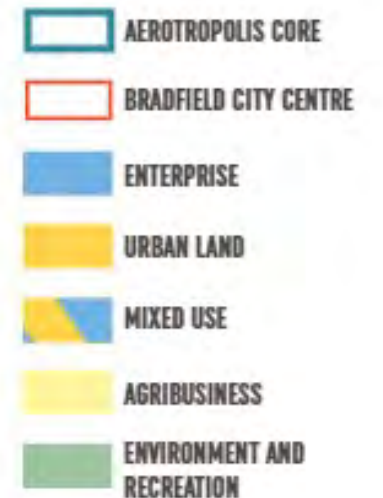 AEROTROPOLIS CORE
BRADFIELD CITY CENTRE
ENTERPRISE
URBAN LAND
MIXED USE
AGRIBUSINESS
ENVIRONMENT AND
RECREATION